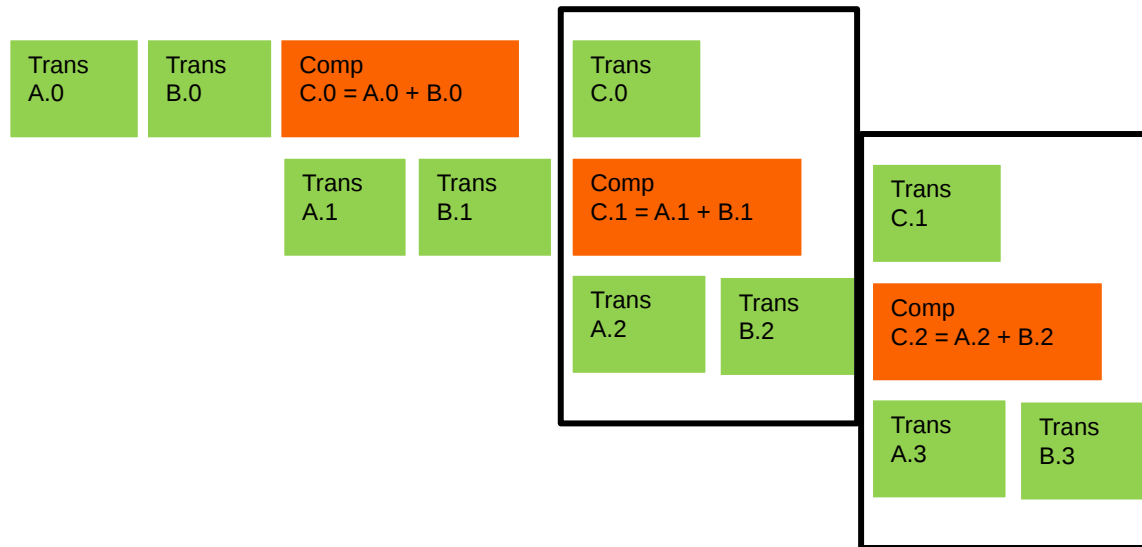 Trans
A.0
Trans
B.0
Comp
C.0 = A.0 + B.0
Trans
C.0
Trans
A.1
Trans
B.1
Comp
C.1 = A.1 + B.1
Trans
C.1
Trans
A.2
Trans
B.2
Comp
C.2 = A.2 + B.2
Trans
A.3
Trans
B.3